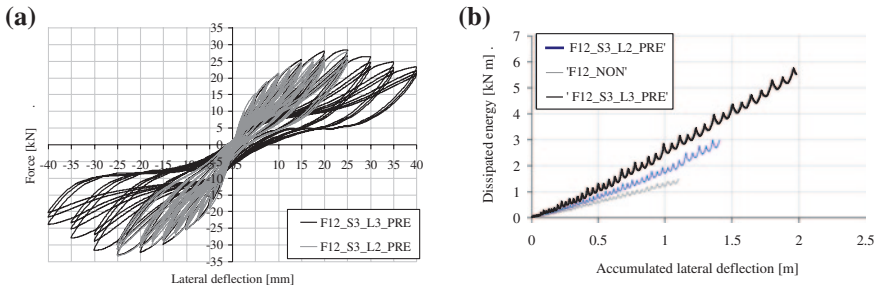 (a)
35
30
25
20
15
10
5
0
-5
-10
-15
-20
-25
-30
-35
-40 -35 -30 -25 -20 -15 -10 5 10 15 20 25 30 35 40
Force [kN]
Lateral deflection [mm]
F12_S3_L3_PRE
F12_S3_L2_PRE
(b)
7
6
5
4
3
2
1
0
0 0.5 1 1.5 2 2.5
Dissipated energy [kN m] .
Accumulated lateral deflection [m]
F12_S3_L2_PRE'
'F12_NON'
' F12_S3_L3_PRE'